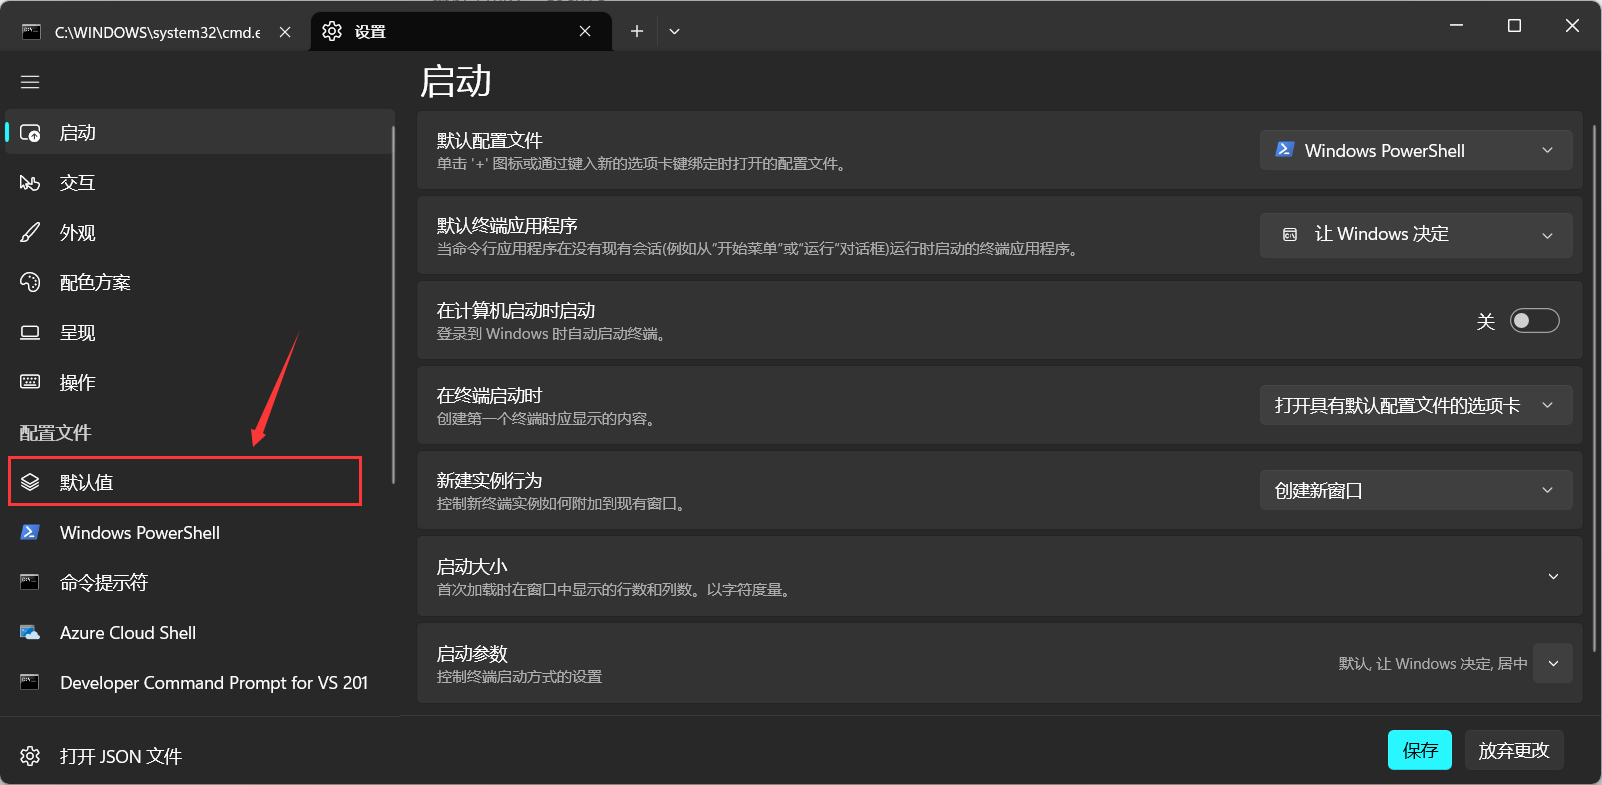 C:\WINDOWS\system32\cmd.e
设置
启动
启动
交互
外观
配色方案
呈现
操作
配置文件
默认值
Windows PowerShell
命令提示符
Azure Cloud Shell
Developer Command Prompt for VS 201
打开 JSON 文件
默认配置文件
单击 '+' 图标或通过键入新的选项卡键绑定时打开的配置文件。
Windows PowerShell
默认终端应用程序
当命令行应用程序在没有现有会话(例如从“开始菜单”或“运行”对话框)运行时启动的终端应用程序。
让 Windows 决定
在计算机启动时启动
登录到 Windows 时自动启动终端。
关
在终端启动时
创建第一个终端时应显示的内容。
打开具有默认配置文件的选项卡
新建实例行为
控制新终端实例如何附加到现有窗口。
创建新窗口
启动大小
首次加载时在窗口中显示的行数和列数。以字符度量。
启动参数
控制终端启动方式的设置
默认, 让 Windows 决定, 居中
保存
放弃更改